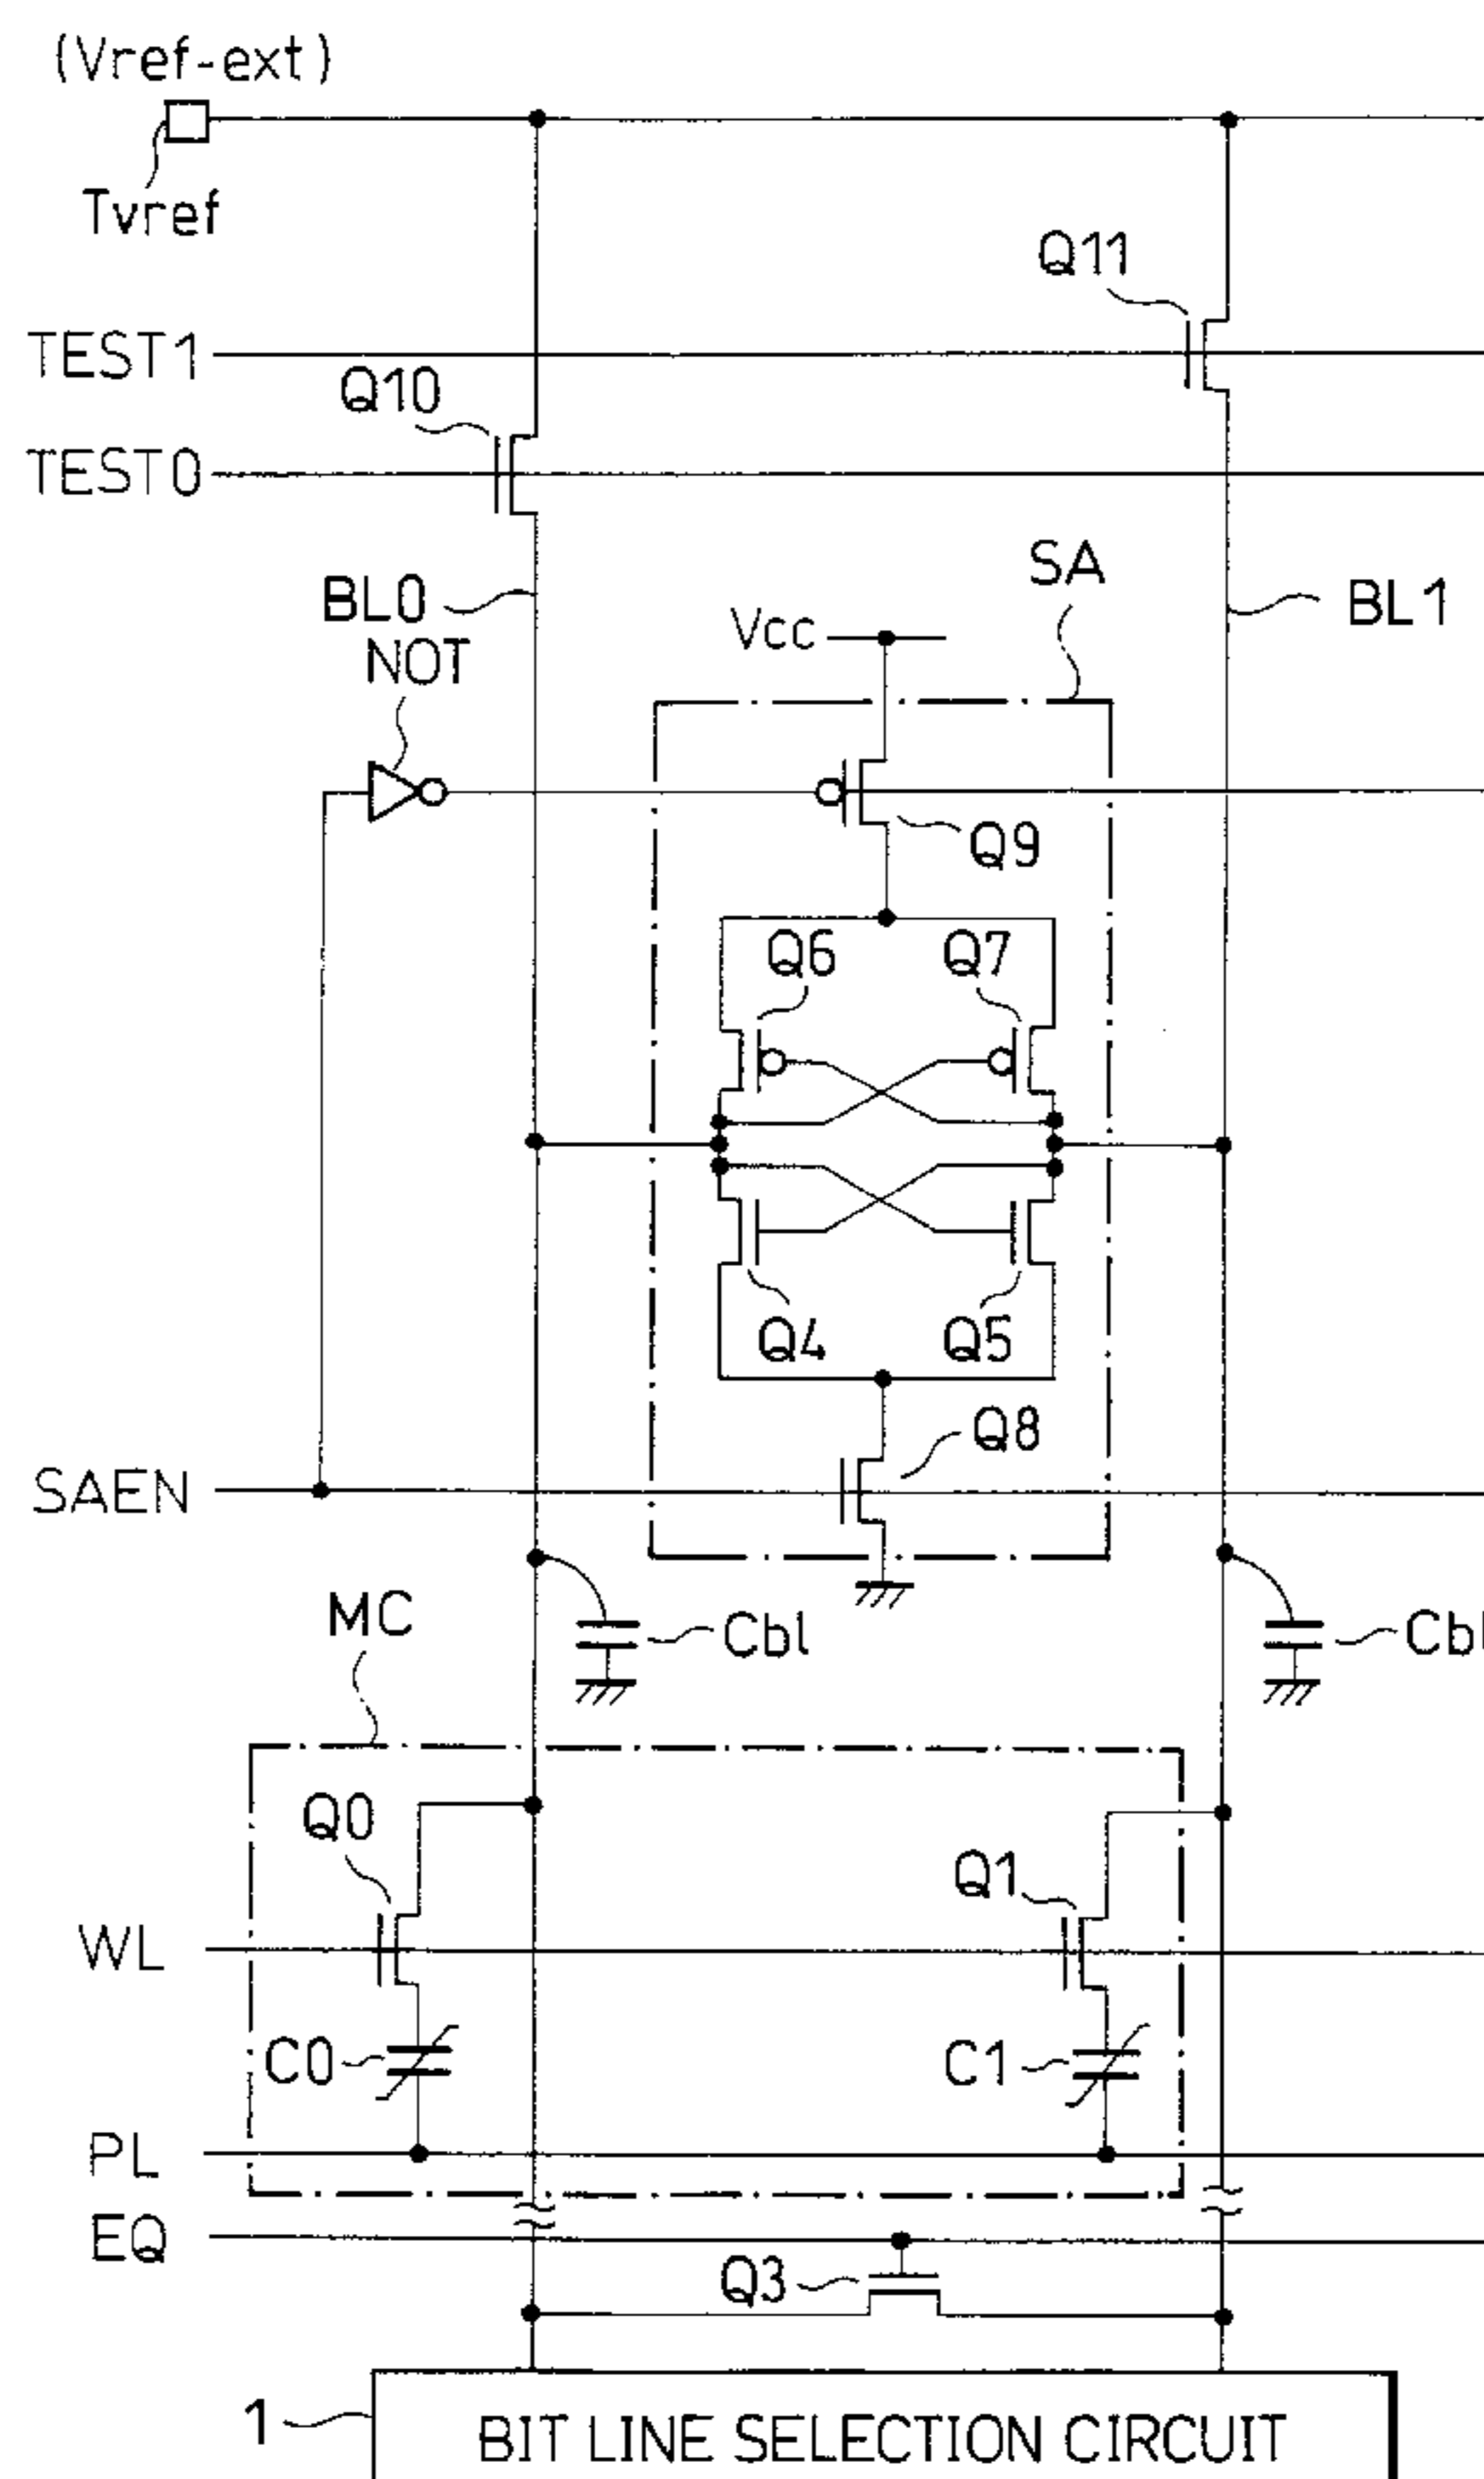 (Vref-ext)
Tvref
Q11
TEST1
Q10
TEST0
SA
BL0
BL1
Vcc
NOT
Q9
Q6
Q7
Q4
Q5
Q8
SAEN
MC
Cbl
Cbl
Q0
Q1
WL
C0
C1
PL
EQ
Q3
1
BIT LINE SELECTION CIRCUIT